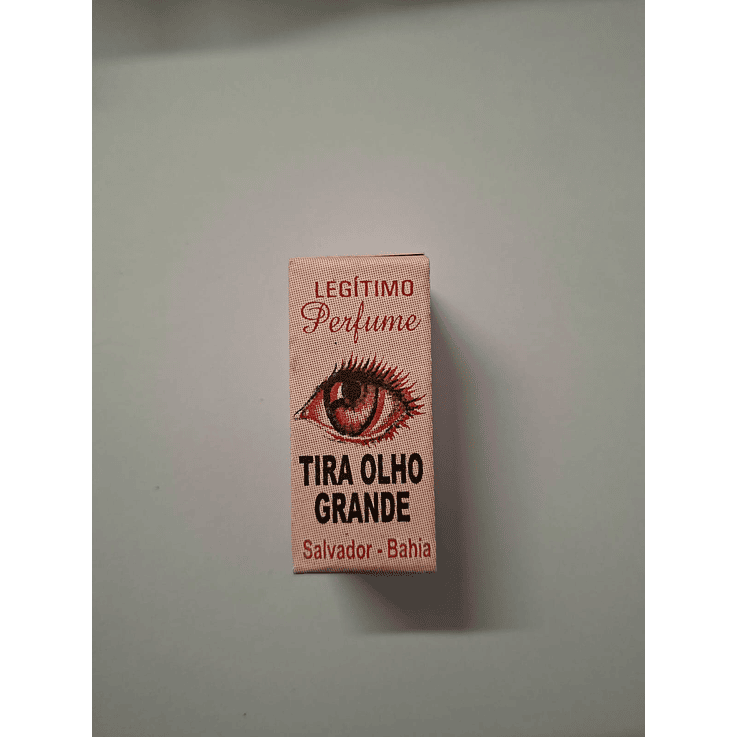 LEGÍTIMO
Perfume
TIRA OLHO
GRANDE
Salvador - Bahia